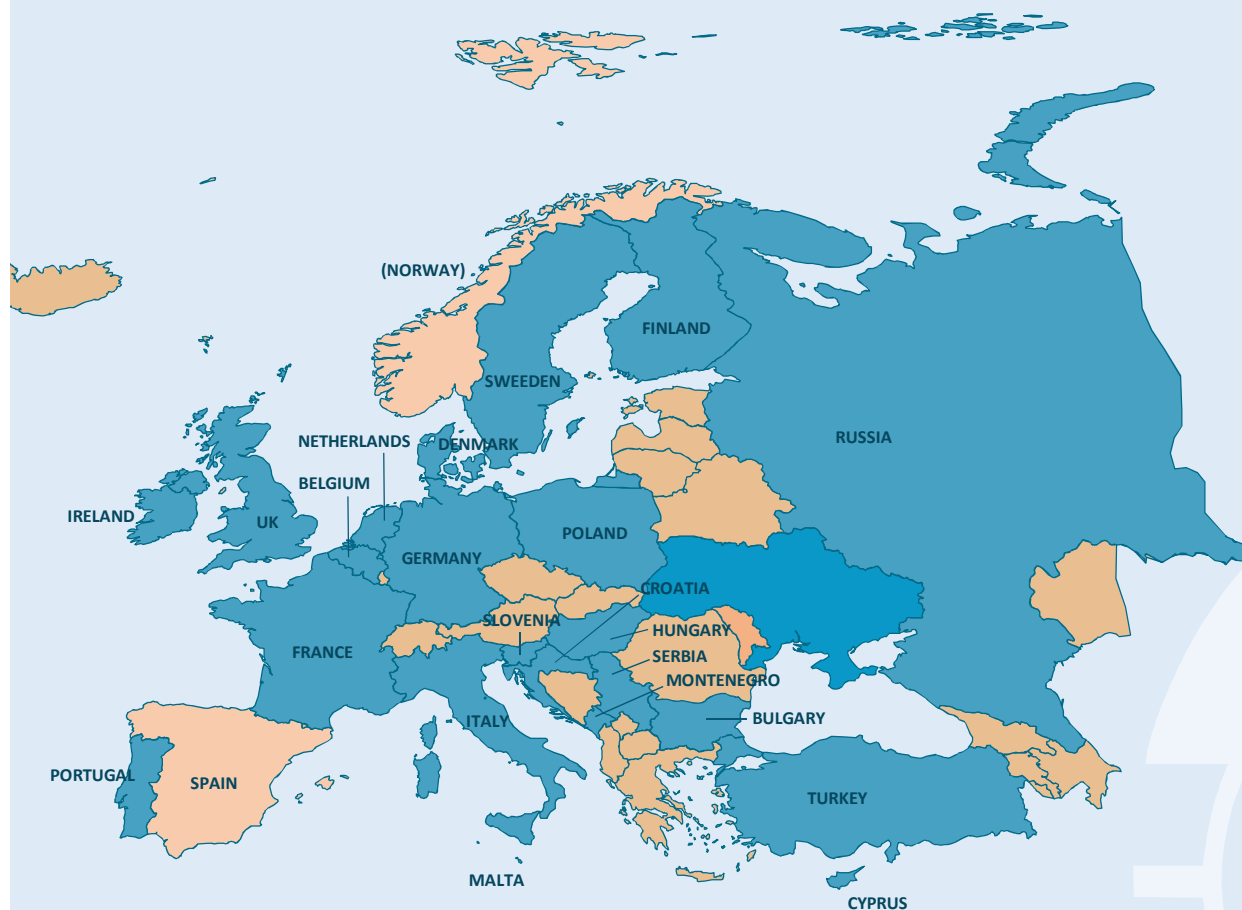 (NORWAY)
FINLAND
SWEEDEN
RUSSIA
NETHERLANDS
DENMARK
BELGIUM
IRELAND
UK
POLAND
GERMANY
CROATIA
SLOVENIA
HUNGARY
FRANCE
SERBIA
MONTENEGRO
ITALY
BULGARY
PORTUGAL
SPAIN
TURKEY
MALTA
CYPRUS